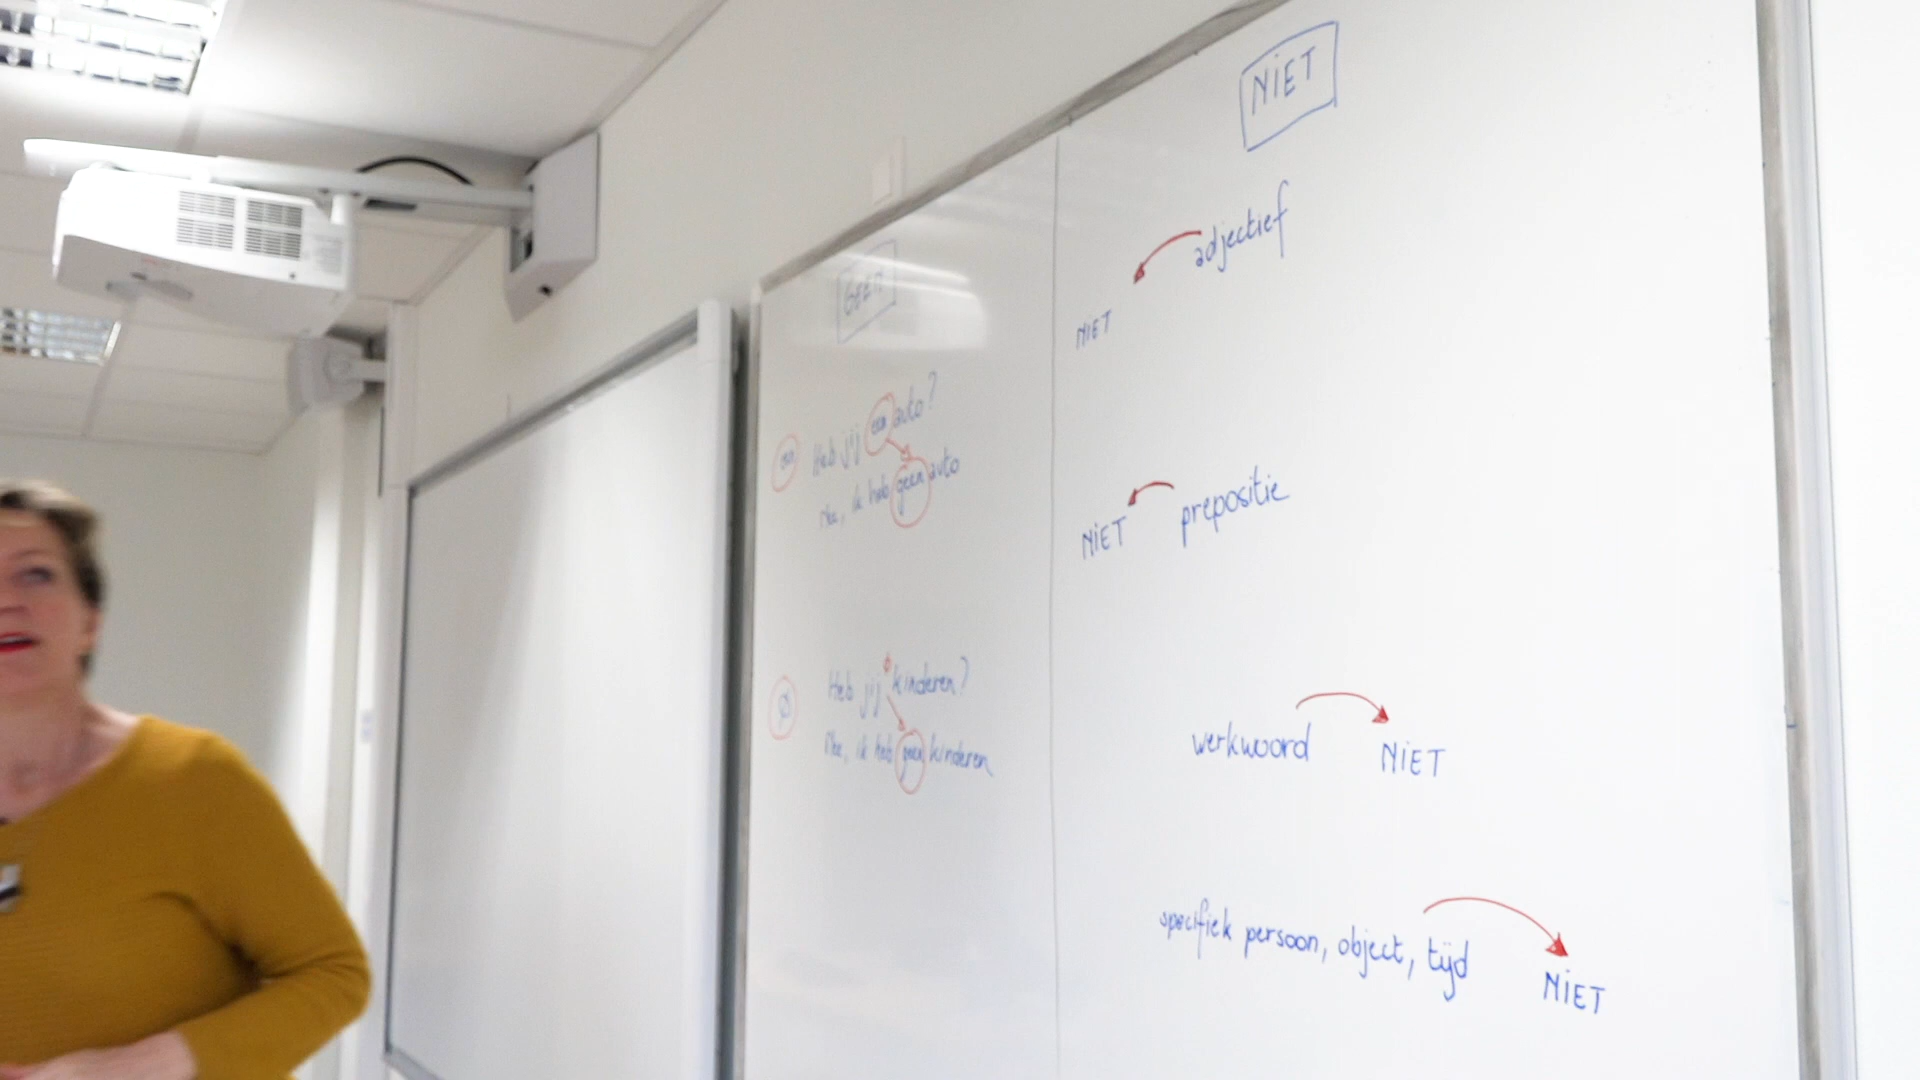 GEEN
een Heb jij een auto?
Nee, ik heb geen auto
Ø Heb jij ø kinderen?
Nee, ik heb geen kinderen
NIET
adjectief
NIET
NIET prepositie
werkwoord NIET
specifiek persoon, object, tijd
NIET